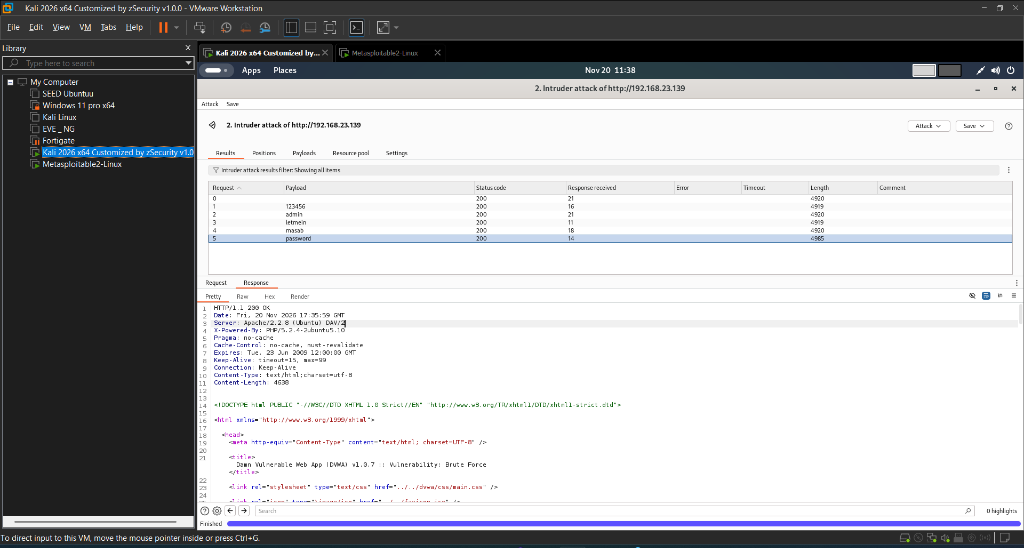 Kali 2026 x64 Customized by zSecurity v1.0.0 - VMware Workstation
File Edit View VM Tabs Help
Library
Type here to search
My Computer
SEED Ubuntuu
Windows 11 pro x64
Kali Linux
EVE _ NG
Fortigate
Kali 2026 x64 Customized by zSecurity v1.0
Metasploitable2-Linux
Kali 2026 x64 Customized by... Metasploitable2-Linux
Apps Places Nov 20 11:38
2. Intruder attack of http://192.168.23.139
Attack Save
2. Intruder attack of http://192.168.23.139 Attack Save
Results Positions Payloads Resource pool Settings
Intruder attack results filter: Showing all items
Request Payload Status code Response received Error Timeout Length Comment
0 200 21 4920
1 123456 200 16 4919
2 admin 200 21 4920
3 letmein 200 11 4919
4 masab 200 18 4920
5 password 200 14 4985
Request Response
Pretty Raw Hex Render
1 HTTP/1.1 200 OK
2 Date: Fri, 20 Nov 2026 17:35:59 GMT
3 Server: Apache/2.2.8 (Ubuntu) DAV/2
4 X-Powered-By: PHP/5.2.4-2ubuntu5.10
5 Pragma: no-cache
6 Cache-Control: no-cache, must-revalidate
7 Expires: Tue, 23 Jun 2009 12:00:00 GMT
8 Keep-Alive: timeout=15, max=99
9 Connection: Keep-Alive
10 Content-Type: text/html;charset=utf-8
11 Content-Length: 4638
12
13
14 <!DOCTYPE html PUBLIC "-//W3C//DTD XHTML 1.0 Strict//EN" "http://www.w3.org/TR/xhtml1/DTD/xhtml1-strict.dtd">
15
16 <html xmlns="http://www.w3.org/1999/xhtml">
17
18 <head>
19 <meta http-equiv="Content-Type" content="text/html; charset=UTF-8" />
20
21 <title>
Damn Vulnerable Web App (DVWA) v1.0.7 :: Vulnerability: Brute Force
</title>
22
23 <link rel="stylesheet" type="text/css" href="../../dvwa/css/main.css" />
24
Search 0 highlights
Finished
To direct input to this VM, move the mouse pointer inside or press Ctrl+G.